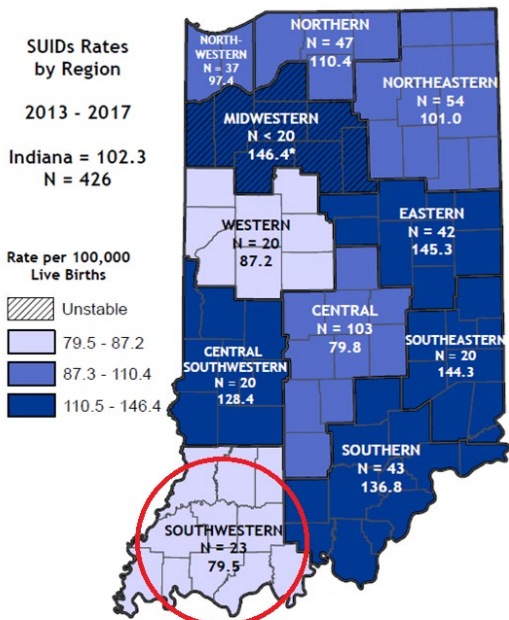 SUIDs Rates
by Region
2013 - 2017
Indiana = 102.3
N = 426
Rate per 100,000
Live Births
Unstable
79.5 - 87.2
87.3 - 110.4
110.5 - 146.4
NORTH-
WESTERN
N = 37
97.4
NORTHERN
N = 47
110.4
NORTHEASTERN
N = 54
101.0
MIDWESTERN
N < 20
146.4*
WESTERN
N = 20
87.2
EASTERN
N = 42
145.3
CENTRAL
N = 103
79.8
CENTRAL
SOUTHWESTERN
N = 20
128.4
SOUTHEASTERN
N = 20
144.3
SOUTHERN
N = 43
136.8
SOUTHWESTERN
N = 23
79.5